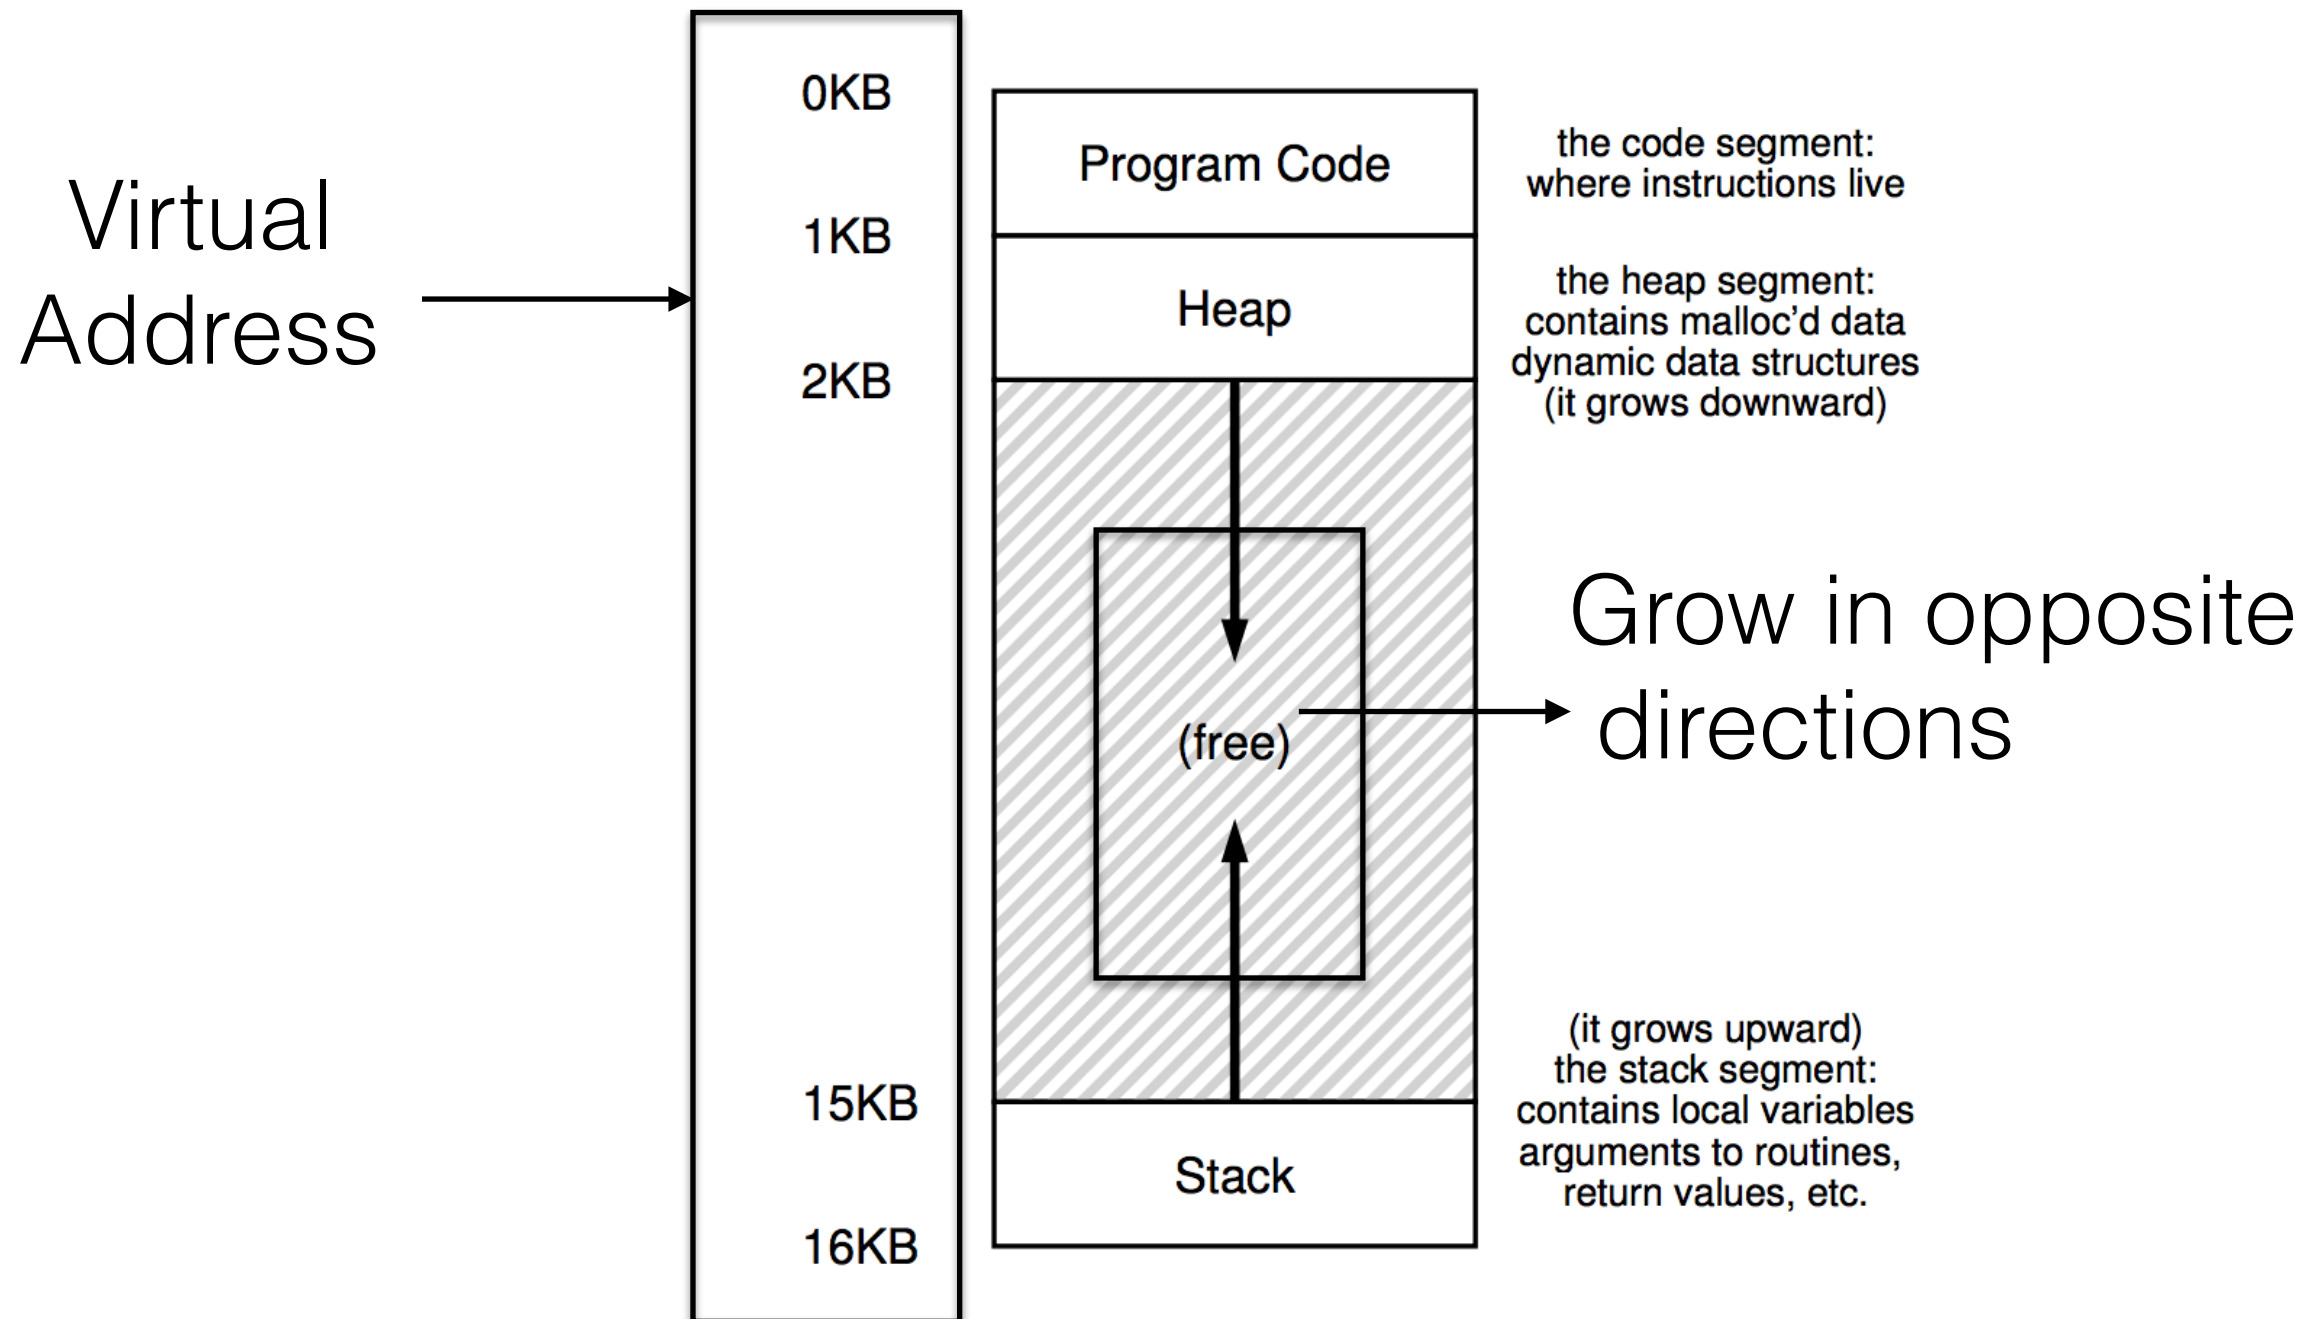 Virtual
Address
0KB
1KB
2KB
15KB
16KB
Program Code
Heap
(free)
Stack
the code segment:
where instructions live
the heap segment:
contains malloc'd data
dynamic data structures
(it grows downward)
Grow in opposite
directions
(it grows upward)
the stack segment:
contains local variables
arguments to routines,
return values, etc.